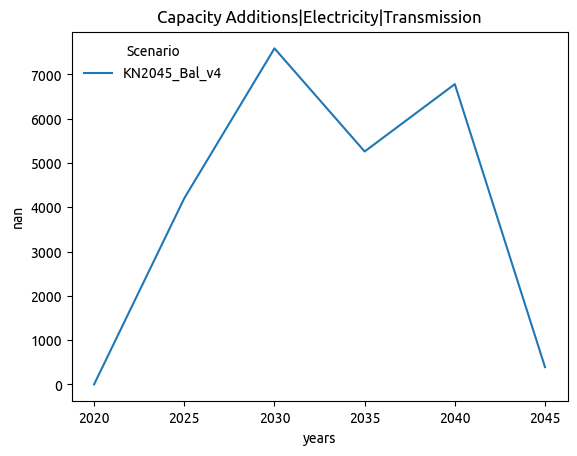 Capacity Additions|Electricity|Transmission
Scenario
KN2045_Bal_v4
7000
6000
5000
4000
3000
2000
1000
0
nan
2020 2025 2030 2035 2040 2045
years